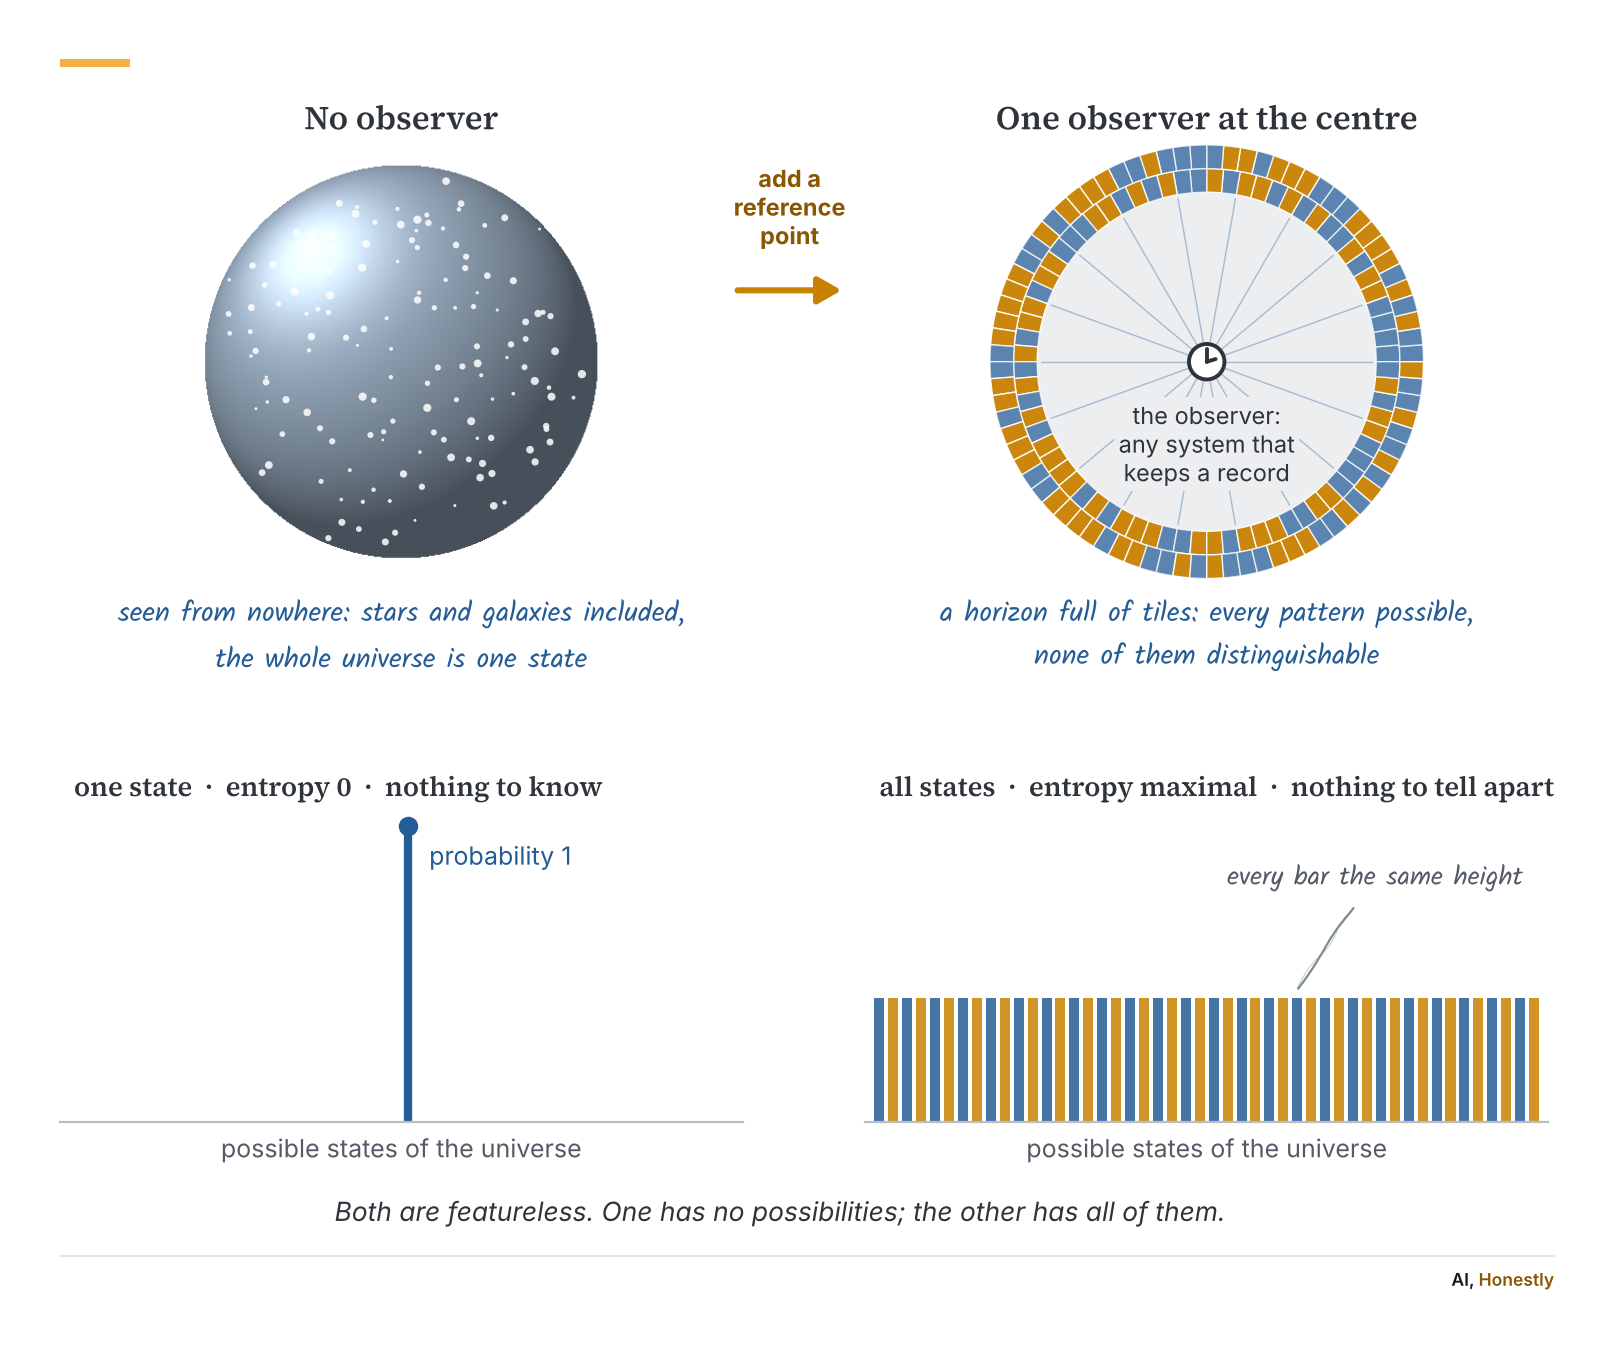 No observer
add a
reference
point
One observer at the centre
the observer:
any system that
keeps a record
seen from nowhere: stars and galaxies included,
the whole universe is one state
a horizon full of tiles: every pattern possible,
none of them distinguishable
one state · entropy 0 · nothing to know
probability 1
possible states of the universe
all states · entropy maximal · nothing to tell apart
every bar the same height
possible states of the universe
Both are featureless. One has no possibilities; the other has all of them.
AI, Honestly